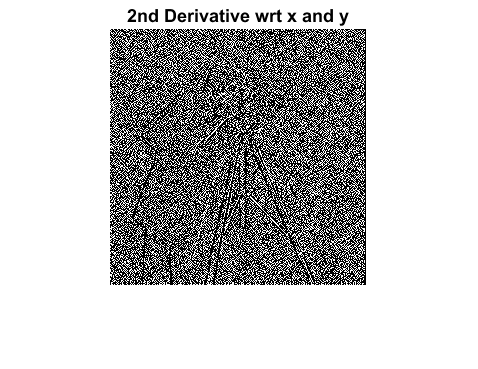 2nd Derivative wrt x and y